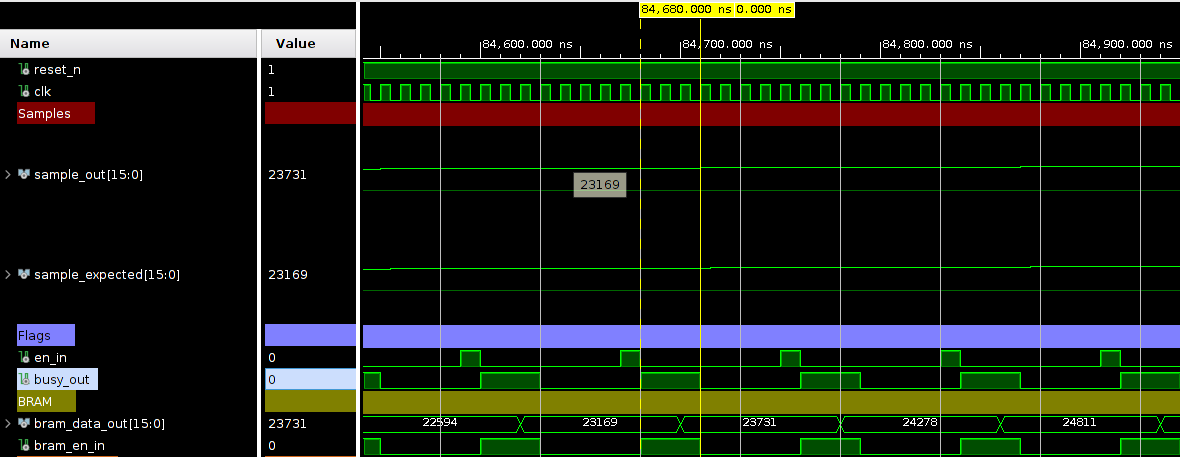 84,680.000 ns 0.000 ns
Name Value
84,600.000 ns 84,700.000 ns 84,800.000 ns 84,900.000 ns
reset_n 1
clk 1
Samples
sample_out[15:0] 23731
23169
sample_expected[15:0] 23169
Flags
en_in 0
busy_out 0
BRAM
bram_data_out[15:0] 23731 22594 23169 23731 24278 24811
bram_en_in 0